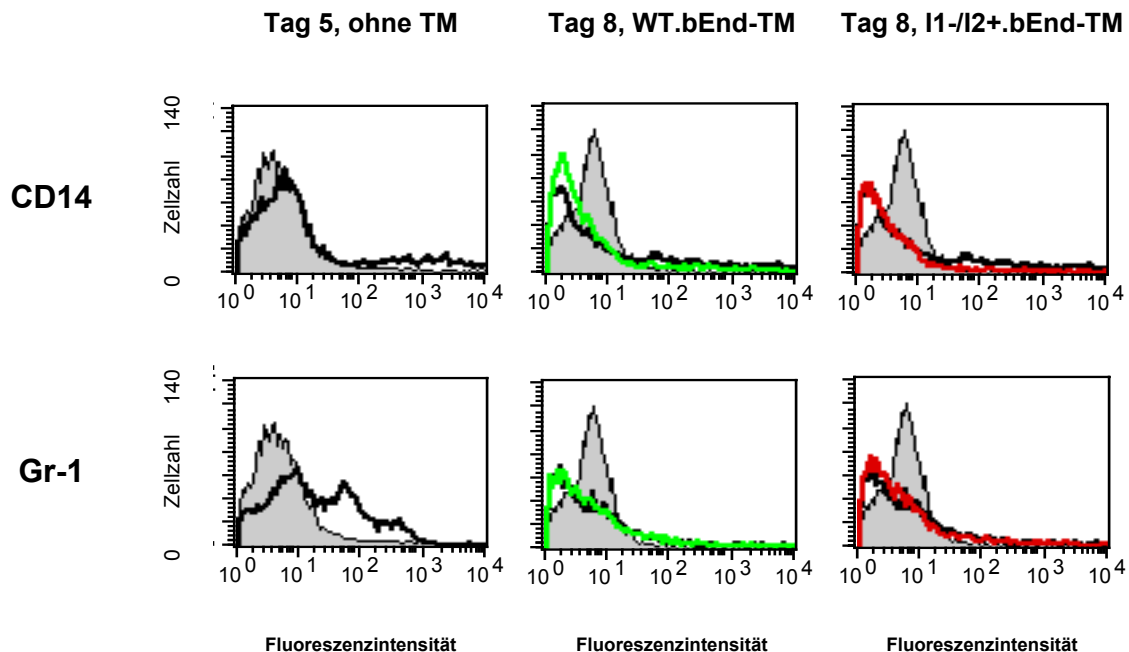 Tag 5, ohne TM Tag 8, WT.bEnd-TM Tag 8, I1-/I2+.bEnd-TM
CD14
Zellzahl
0 140
10^0 10^1 10^2 10^3 10^4 10^0 10^1 10^2 10^3 10^4 10^0 10^1 10^2 10^3 10^4
Gr-1
Zellzahl
0 140
10^0 10^1 10^2 10^3 10^4 10^0 10^1 10^2 10^3 10^4 10^0 10^1 10^2 10^3 10^4
Fluoreszenzintensität Fluoreszenzintensität Fluoreszenzintensität